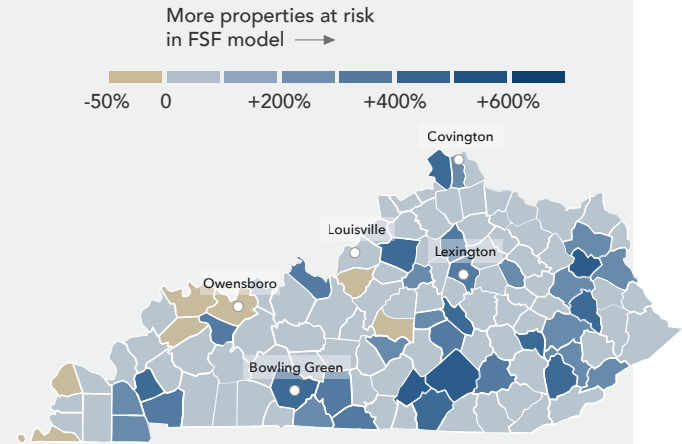 More properties at risk
in FSF model
-50%
0
+200%
+400%
+600%
Covington
Louisville
Lexington
Owensboro
Bowling Green